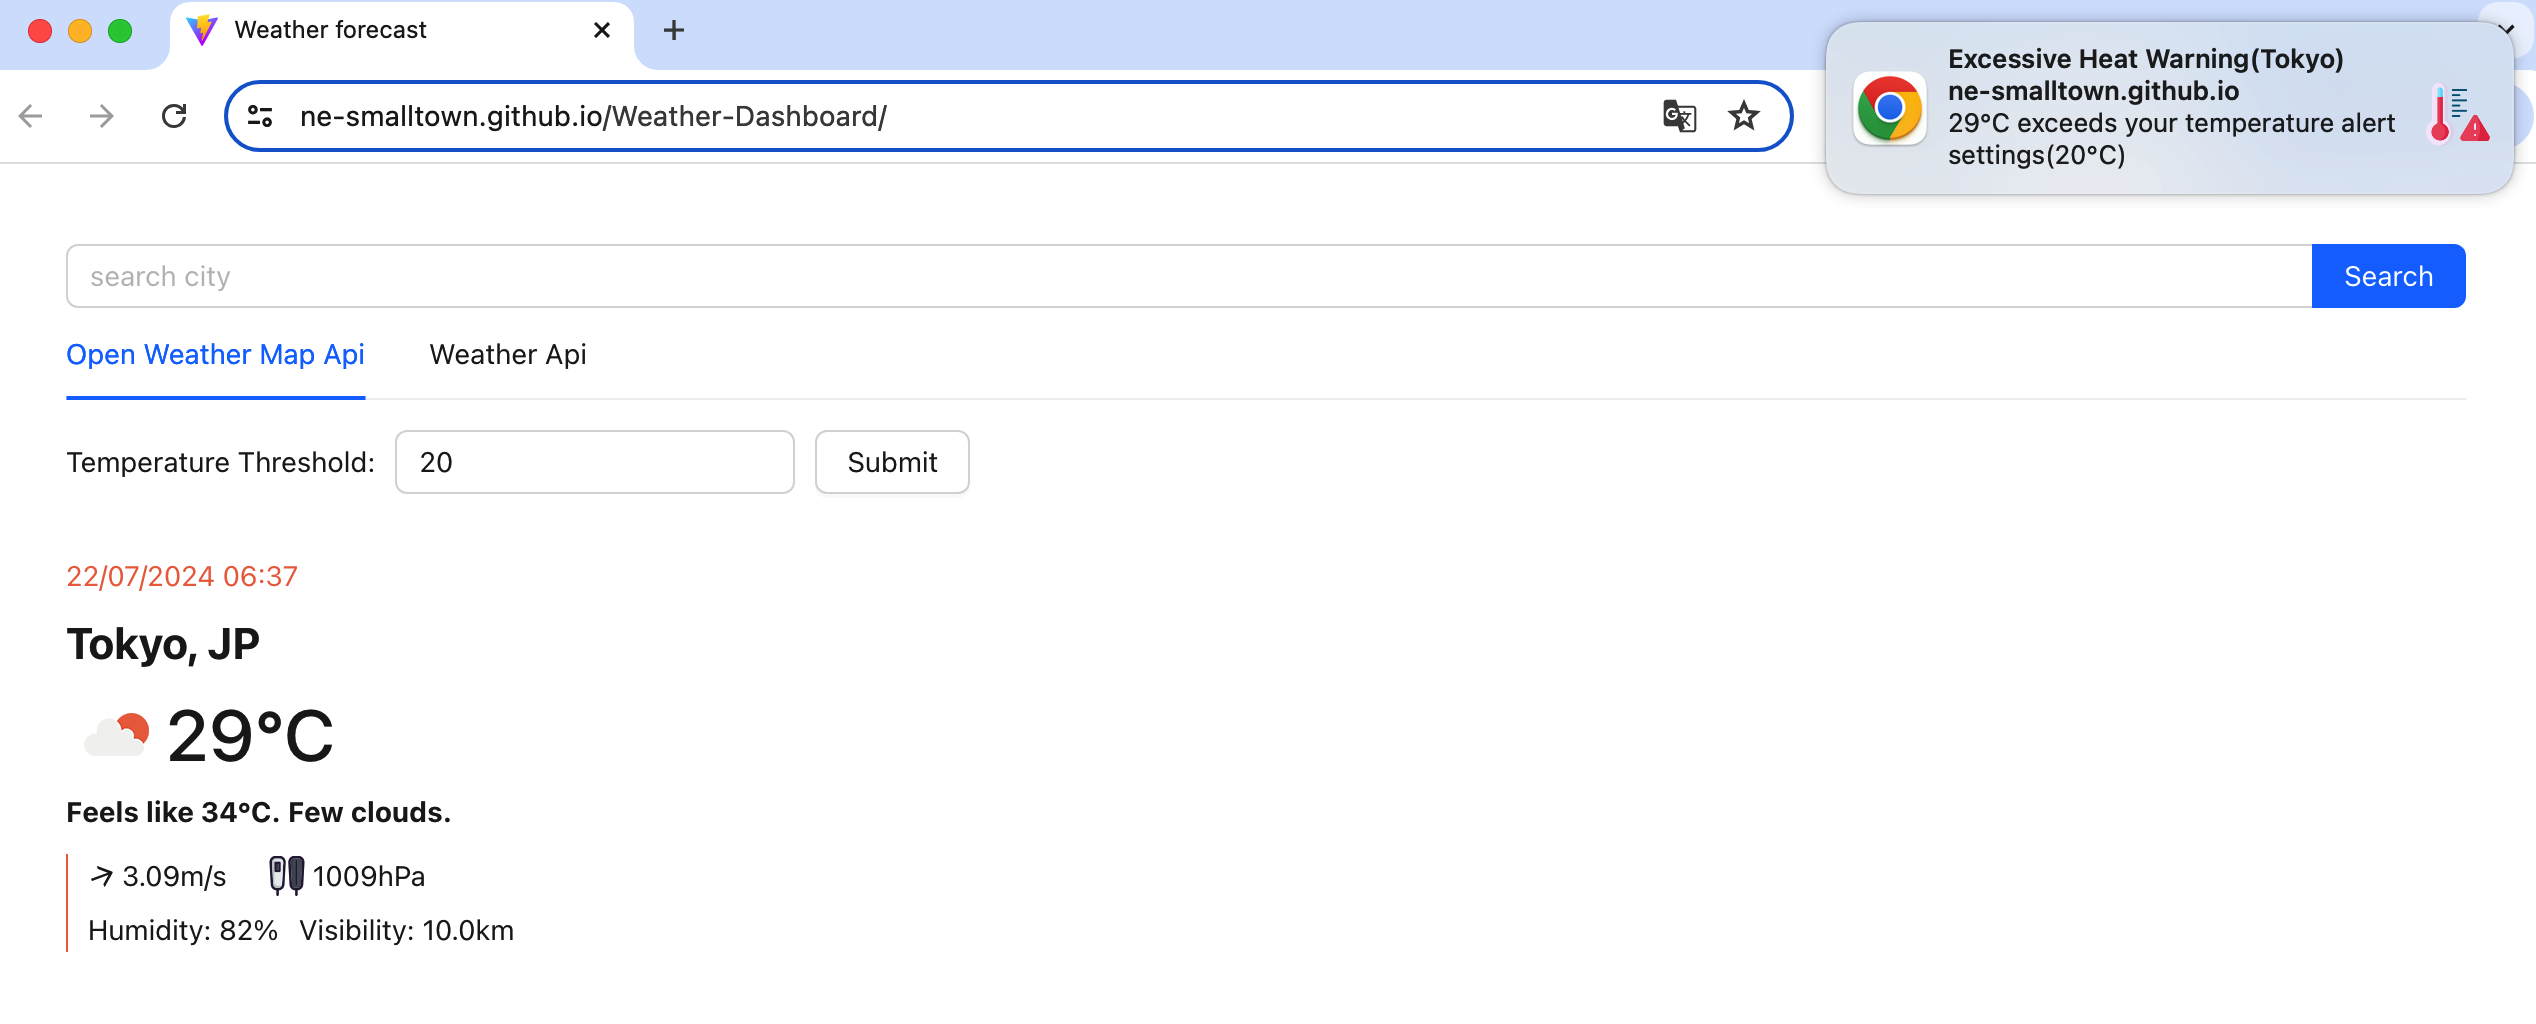 Weather forecast
ne-smalltown.github.io/Weather-Dashboard/
Excessive Heat Warning(Tokyo)
ne-smalltown.github.io
29°C exceeds your temperature alert
settings(20°C)
search city
Search
Open Weather Map Api
Weather Api
Temperature Threshold:
20
Submit
22/07/2024 06:37
Tokyo, JP
29°C
Feels like 34°C. Few clouds.
3.09m/s 1009hPa
Humidity: 82% Visibility: 10.0km